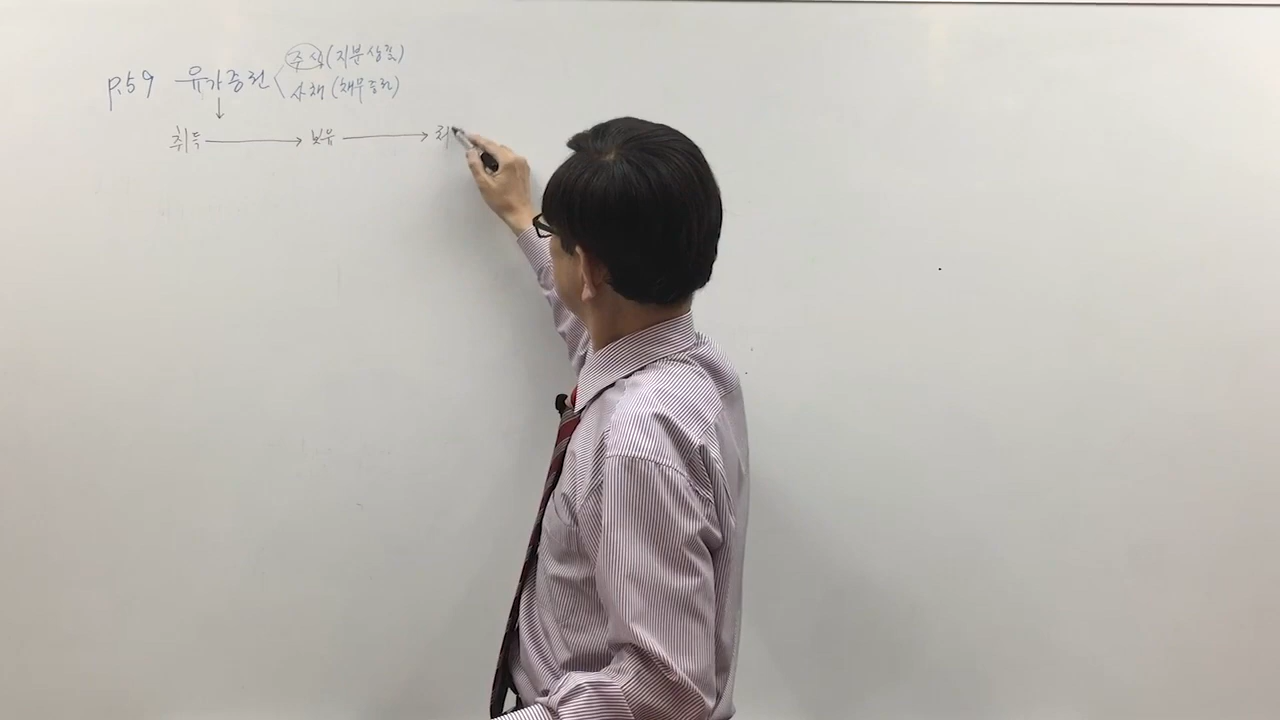 p.59 유가증권 주식(지분상품)
사채(채무증권)
취득 → 보유 →